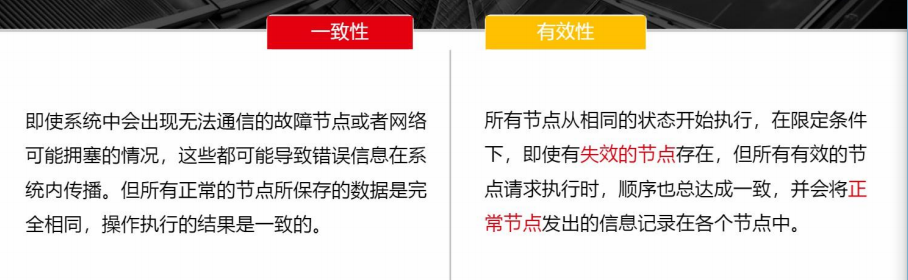 一致性
即使系统中会出现无法通信的故障节点或者网络
可能拥塞的情况，这些都可能导致错误信息在系
统内传播。但所有正常的节点所保存的数据是完
全相同，操作执行的结果是一致的。
有效性
所有节点从相同的状态开始执行，在限定条件
下，即使有失效的节点存在，但所有有效的节
点请求执行时，顺序也总达成一致，并会将正
常节点发出的信息记录在各个节点中。